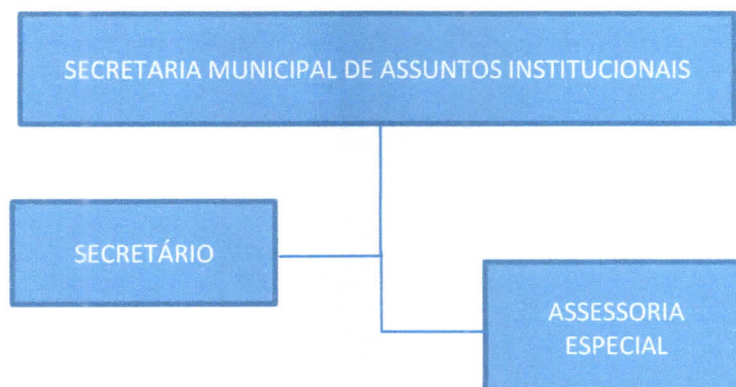 SECRETARIA MUNICIPAL DE ASSUNTOS INSTITUCIONAIS
SECRETÁRIO
ASSESSORIA
ESPECIAL